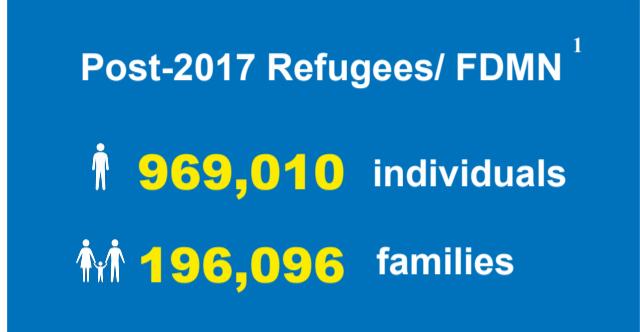 Post-2017 Refugees/ FDMN 1
969,010 individuals
196,096 families